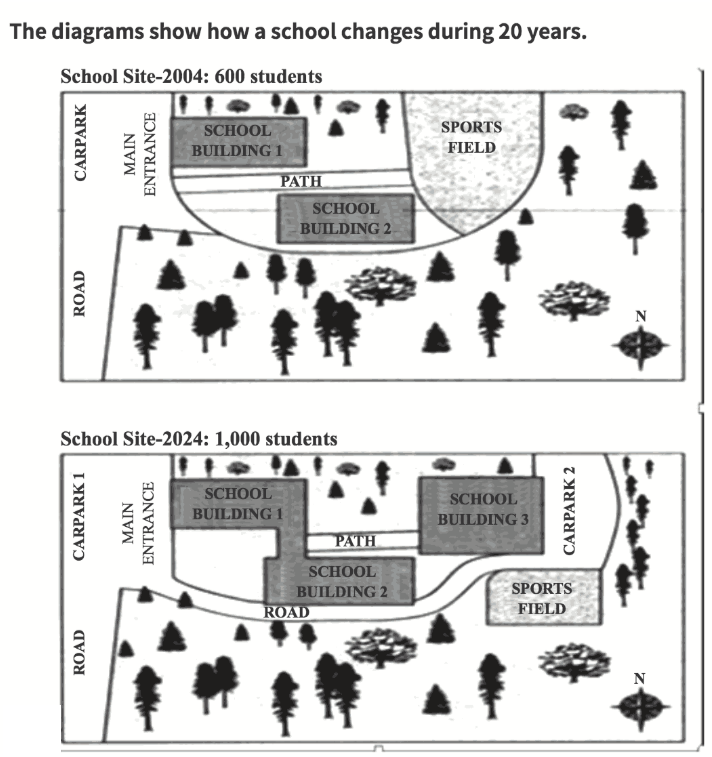 The diagrams show how a school changes during 20 years.
School Site-2004: 600 students
CARPARK
MAIN
ENTRANCE
SCHOOL
BUILDING 1
SPORTS
FIELD
PATH
SCHOOL
BUILDING 2
ROAD
N
School Site-2024: 1,000 students
CARPARK 1
MAIN
ENTRANCE
SCHOOL
BUILDING 1
SCHOOL
BUILDING 3
CARPARK 2
PATH
SCHOOL
BUILDING 2
SPORTS
FIELD
ROAD
ROAD
N